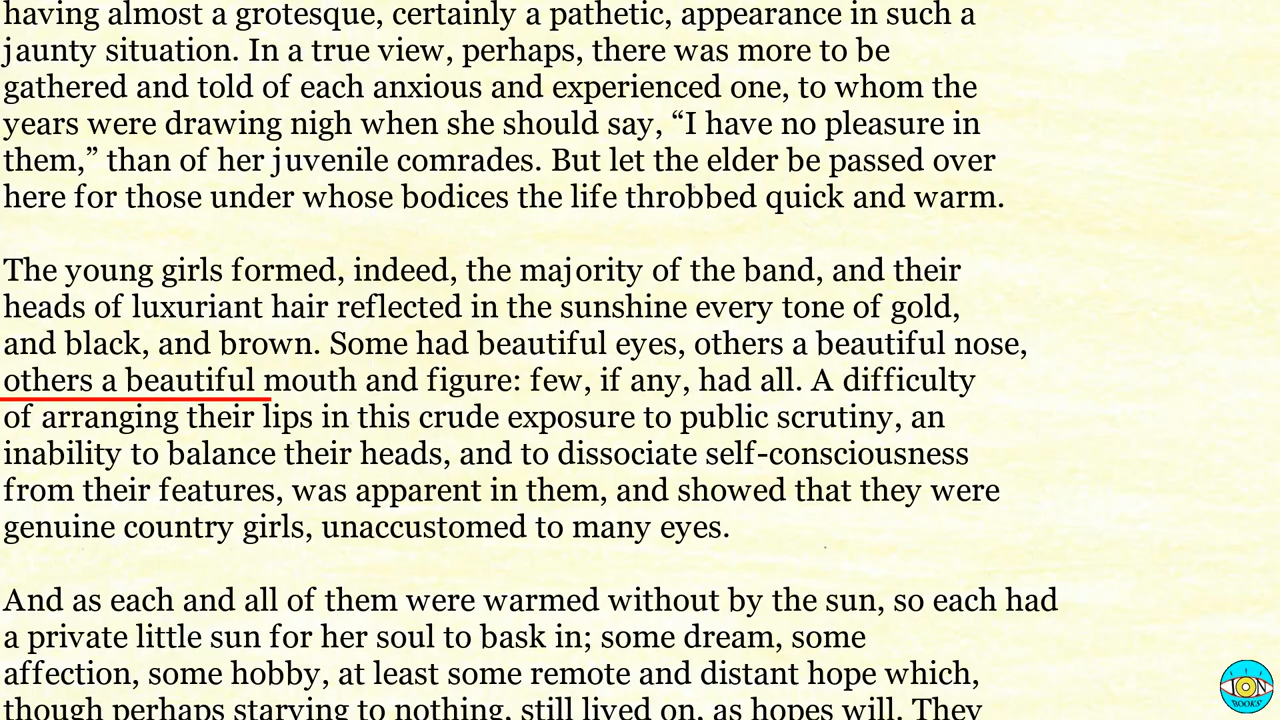 having almost a grotesque, certainly a pathetic, appearance in such a
jaunty situation. In a true view, perhaps, there was more to be
gathered and told of each anxious and experienced one, to whom the
years were drawing nigh when she should say, “I have no pleasure in
them,” than of her juvenile comrades. But let the elder be passed over
here for those under whose bodices the life throbbed quick and warm.
The young girls formed, indeed, the majority of the band, and their
heads of luxuriant hair reflected in the sunshine every tone of gold,
and black, and brown. Some had beautiful eyes, others a beautiful nose,
others a beautiful mouth and figure: few, if any, had all. A difficulty
of arranging their lips in this crude exposure to public scrutiny, an
inability to balance their heads, and to dissociate self-consciousness
from their features, was apparent in them, and showed that they were
genuine country girls, unaccustomed to many eyes.
And as each and all of them were warmed without by the sun, so each had
a private little sun for her soul to bask in; some dream, some
affection, some hobby, at least some remote and distant hope which,
though perhaps starving to nothing, still lived on, as hopes will. They
ION
BOOKS